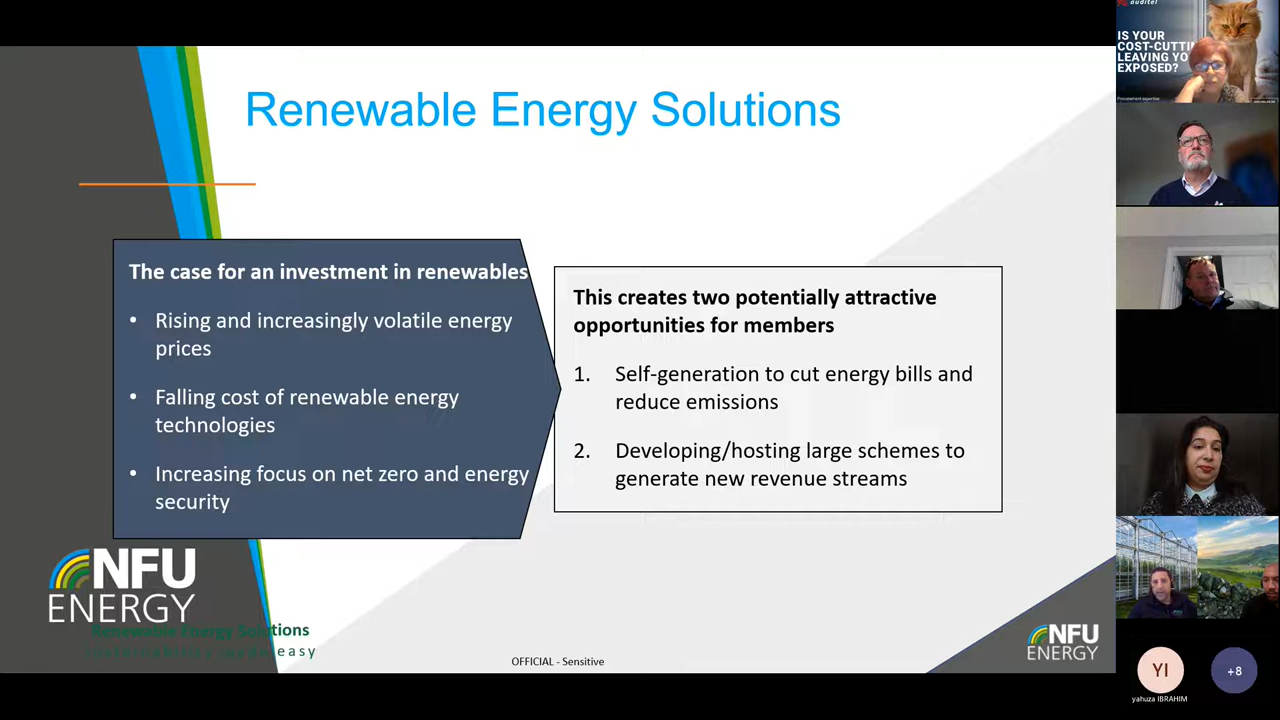 Renewable Energy Solutions
The case for an investment in renewables
• Rising and increasingly volatile energy
prices
• Falling cost of renewable energy
technologies
• Increasing focus on net zero and energy
security
This creates two potentially attractive
opportunities for members
1. Self-generation to cut energy bills and
reduce emissions
2. Developing/hosting large schemes to
generate new revenue streams
NFU
ENERGY
Renewable Energy Solutions
OFFICIAL - Sensitive
NFU
ENERGY
auditel
IS YOUR
COST-CUTTI
LEAVING YO
EXPOSED?
Procurement expertise
YI
+8
yahuza IBRAHIM